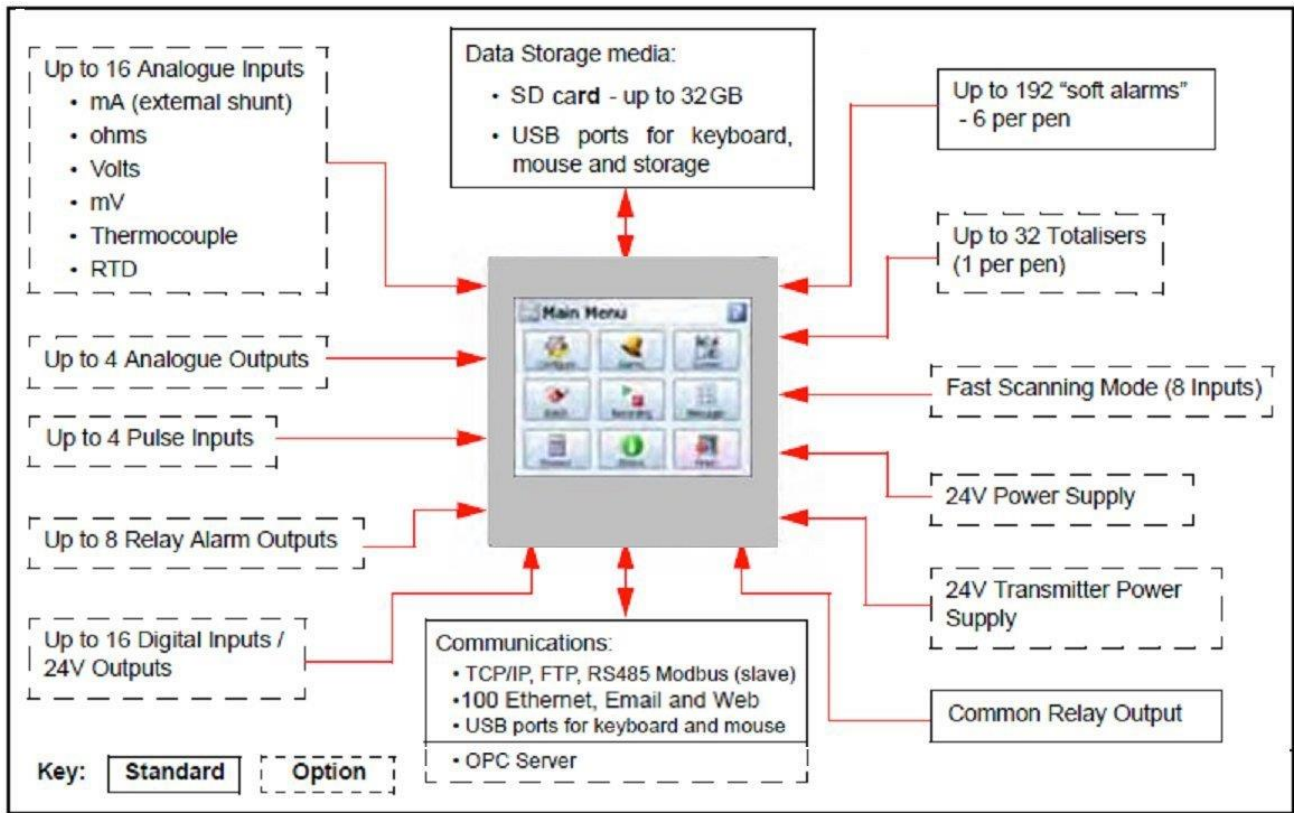 Up to 16 Analogue Inputs
• mA (external shunt)
• ohms
• Volts
• mV
• Thermocouple
• RTD
Up to 4 Analogue Outputs
Up to 4 Pulse Inputs
Up to 8 Relay Alarm Outputs
Up to 16 Digital Inputs /
24V Outputs
Data Storage media:
• SD card - up to 32GB
• USB ports for keyboard,
mouse and storage
Main Menu
Alarms
Recording
Messages
Communications:
• TCP/IP, FTP, RS485 Modbus (slave)
•100 Ethernet, Email and Web
• USB ports for keyboard and mouse
• OPC Server
Up to 192 “soft alarms”
- 6 per pen
Up to 32 Totalisers
(1 per pen)
Fast Scanning Mode (8 Inputs)
24V Power Supply
24V Transmitter Power
Supply
Common Relay Output
Key: Standard Option